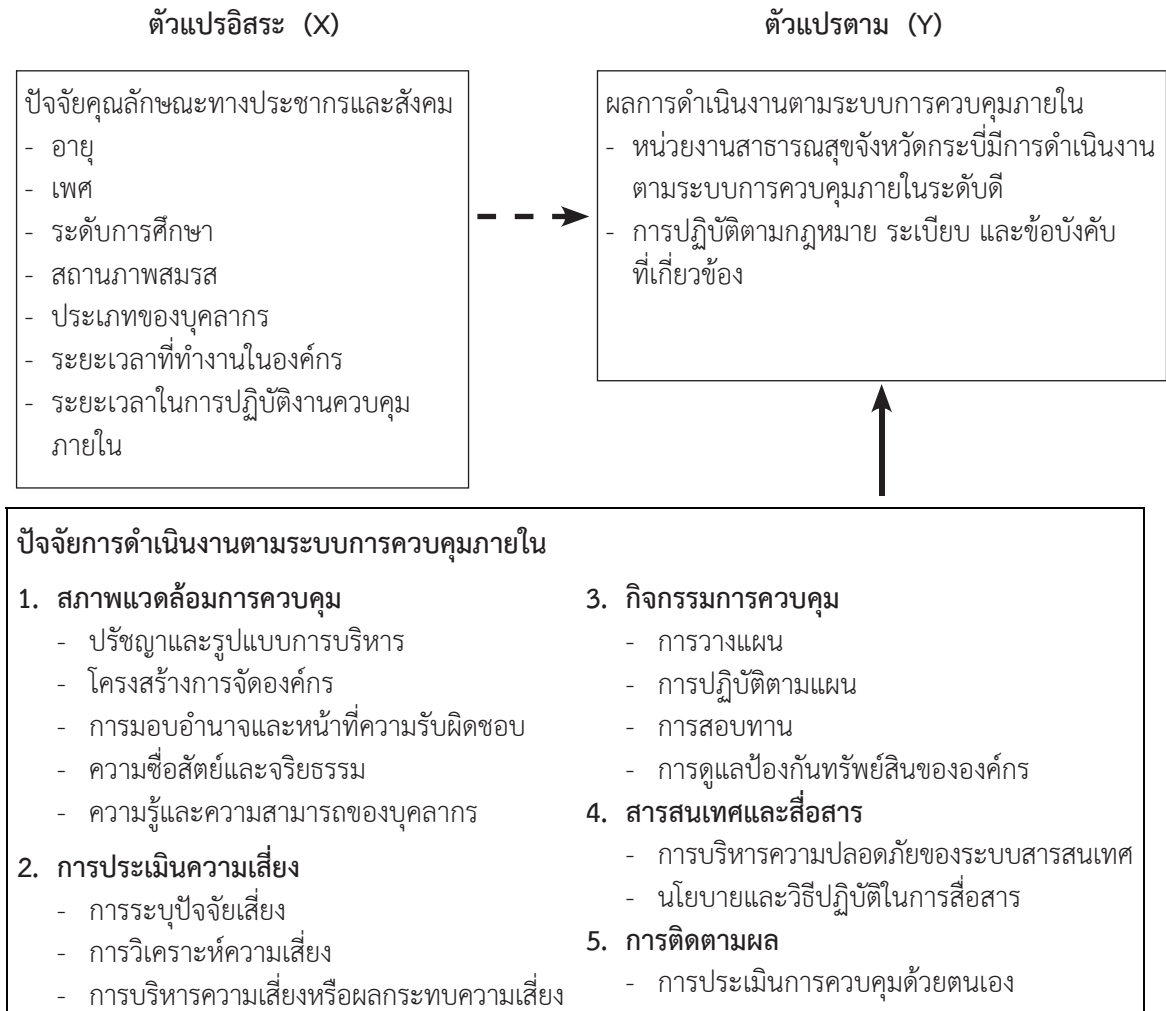 ตัวแปรอิสระ (X)
ตัวแปรตาม (Y)
ปัจจัยคุณลักษณะทางประชากรและสังคม
- อายุ
- เพศ
- ระดับการศึกษา
- สถานภาพสมรส
- ประเภทของบุคลากร
- ระยะเวลาที่ทำงานในองค์กร
- ระยะเวลาในการปฏิบัติงานควบคุม
ภายใน
ผลการดำเนินงานตามระบบการควบคุมภายใน
- หน่วยงานสาธารณสุขจังหวัดกระบี่มีการดำเนินงาน
ตามระบบการควบคุมภายในระดับดี
- การปฏิบัติตามกฎหมาย ระเบียบ และข้อบังคับ
ที่เกี่ยวข้อง
ปัจจัยการดำเนินงานตามระบบการควบคุมภายใน
1. สภาพแวดล้อมการควบคุม
- ปรัชญาและรูปแบบการบริหาร
- โครงสร้างการจัดองค์กร
- การมอบอำนาจและหน้าที่ความรับผิดชอบ
- ความซื่อสัตย์และจริยธรรม
- ความรู้และความสามารถของบุคลากร
2. การประเมินความเสี่ยง
- การระบุปัจจัยเสี่ยง
- การวิเคราะห์ความเสี่ยง
- การบริหารความเสี่ยงหรือผลกระทบความเสี่ยง
3. กิจกรรมการควบคุม
- การวางแผน
- การปฏิบัติตามแผน
- การสอบทาน
- การดูแลป้องกันทรัพย์สินขององค์กร
4. สารสนเทศและสื่อสาร
- การบริหารความปลอดภัยของระบบสารสนเทศ
- นโยบายและวิธีปฏิบัติในการสื่อสาร
5. การติดตามผล
- การประเมินการควบคุมด้วยตนเอง